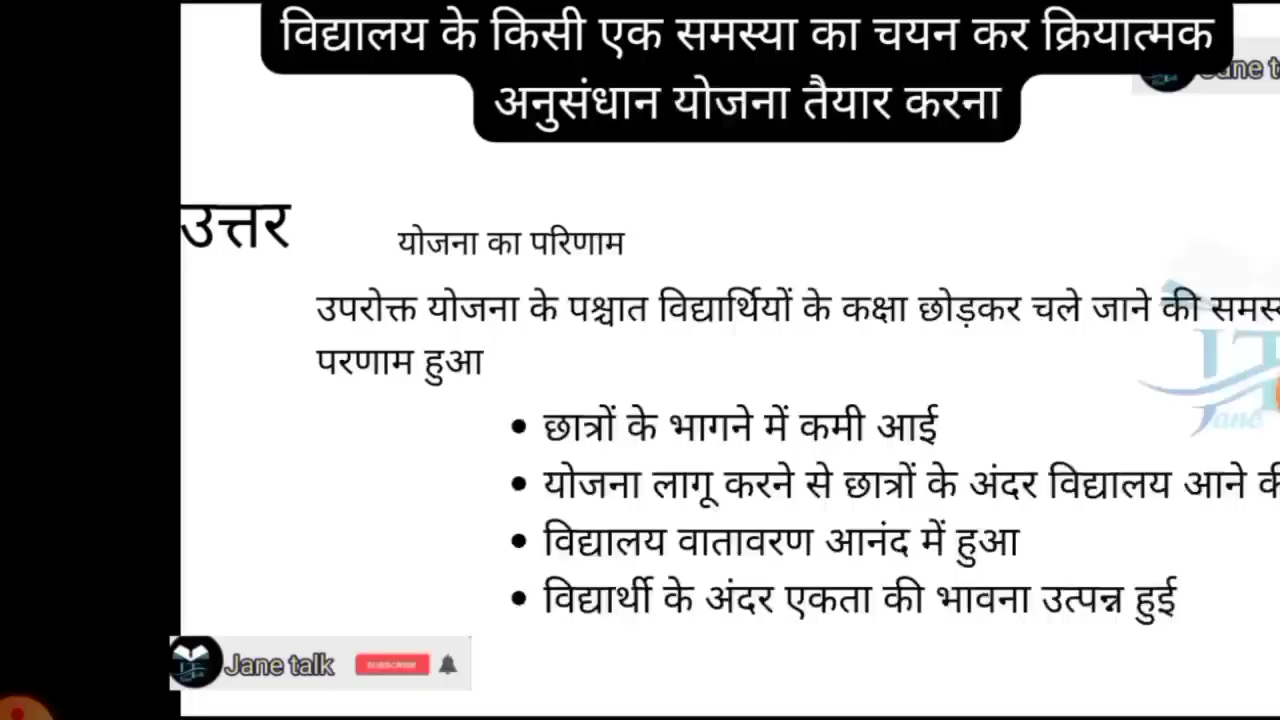 विद्यालय के किसी एक समस्या का चयन कर क्रियात्मक
अनुसंधान योजना तैयार करना
उत्तर
योजना का परिणाम
उपरोक्त योजना के पश्चात विद्यार्थियों के कक्षा छोड़कर चले जाने की
परणाम हुआ
• छात्रों के भागने में कमी आई
• योजना लागू करने से छात्रों के अंदर विद्यालय आने
• विद्यालय वातावरण आनंद में हुआ
• विद्यार्थी के अंदर एकता की भावना उत्पन्न हुई
Jane
Jane talk
SUBSCRIBE